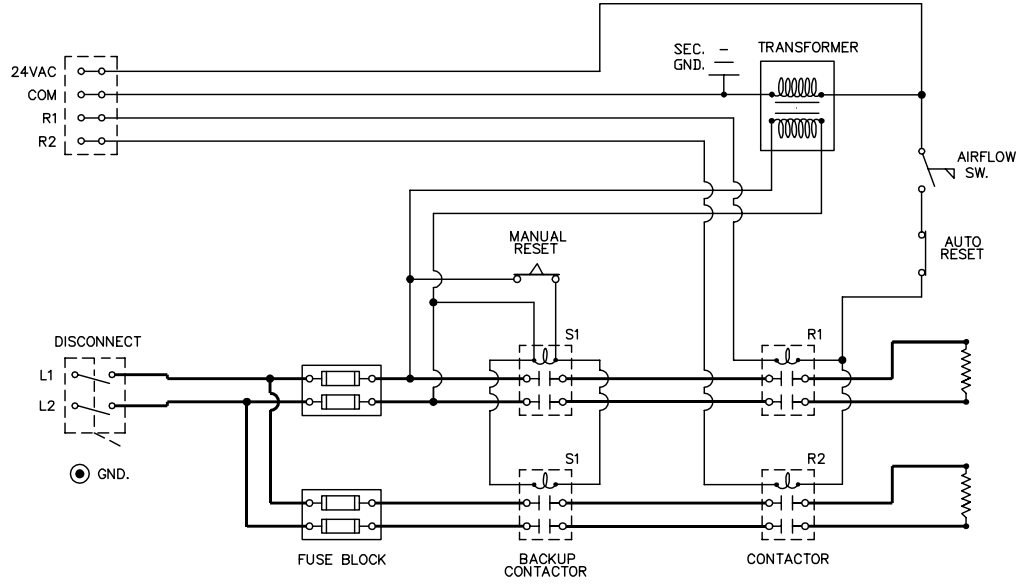 SEC.
GND.
TRANSFORMER
24VAC
COM
R1
R2
AIRFLOW
SW.
AUTO
RESET
MANUAL
RESET
DISCONNECT
S1
R1
L1
L2
GND.
S1
R2
FUSE BLOCK
BACKUP
CONTACTOR
CONTACTOR